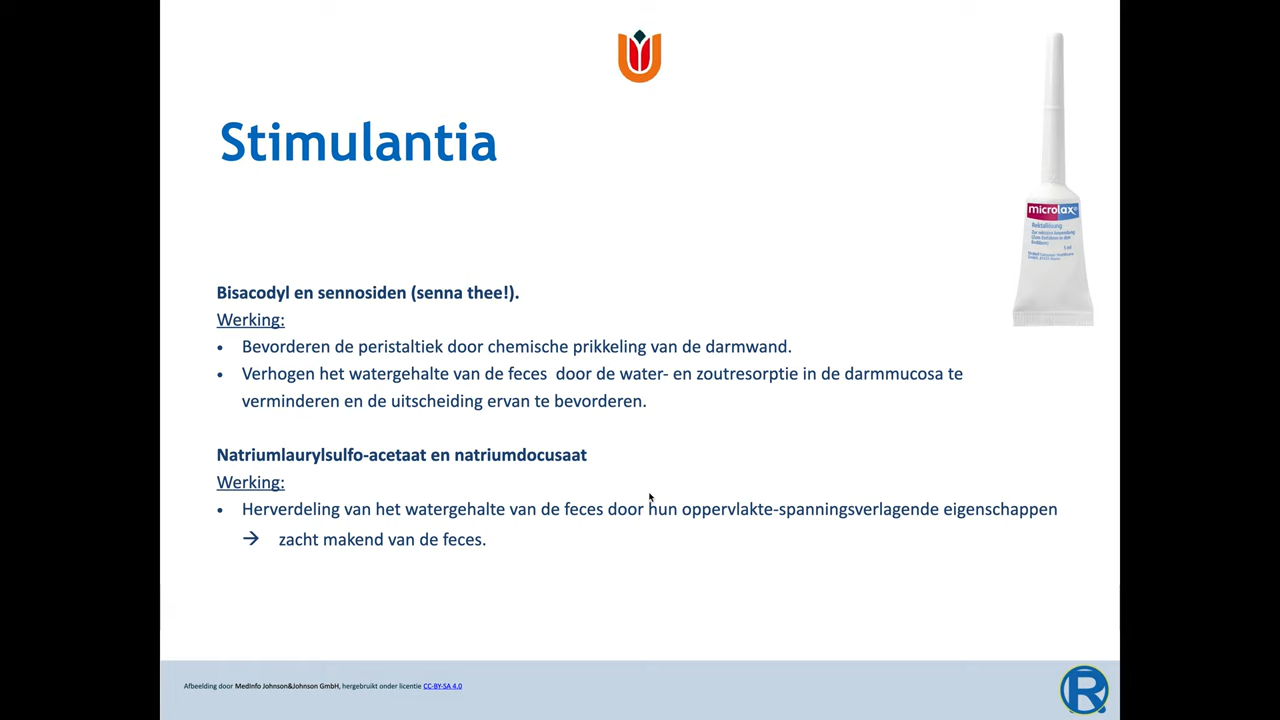 Stimulantia
microlax®
Rektallösung
Bisacodyl en sennosiden (senna thee!).
Werking:
• Bevorderen de peristaltiek door chemische prikkeling van de darmwand.
• Verhogen het watergehalte van de feces door de water- en zoutresorptie in de darmmucosa te
verminderen en de uitscheiding ervan te bevorderen.
Natriumlaurylsulfo-acetaat en natriumdocusaat
Werking:
• Herverdeling van het watergehalte van de feces door hun oppervlakte-spanningsverlagende eigenschappen
→ zacht makend van de feces.
Afbeelding door MedInfo Johnson&Johnson GmbH, hergebruikt onder licentie CC-BY-SA 4.0
R